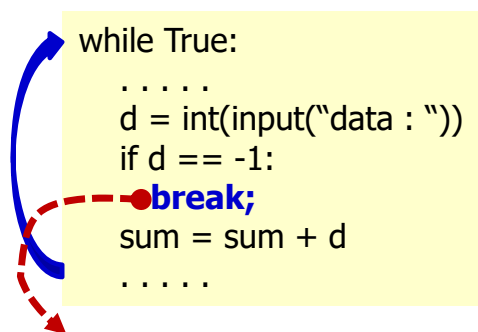 while True:
. . . . .
d = int(input(“data : “))
if d == -1:
break;
sum = sum + d
. . . . .